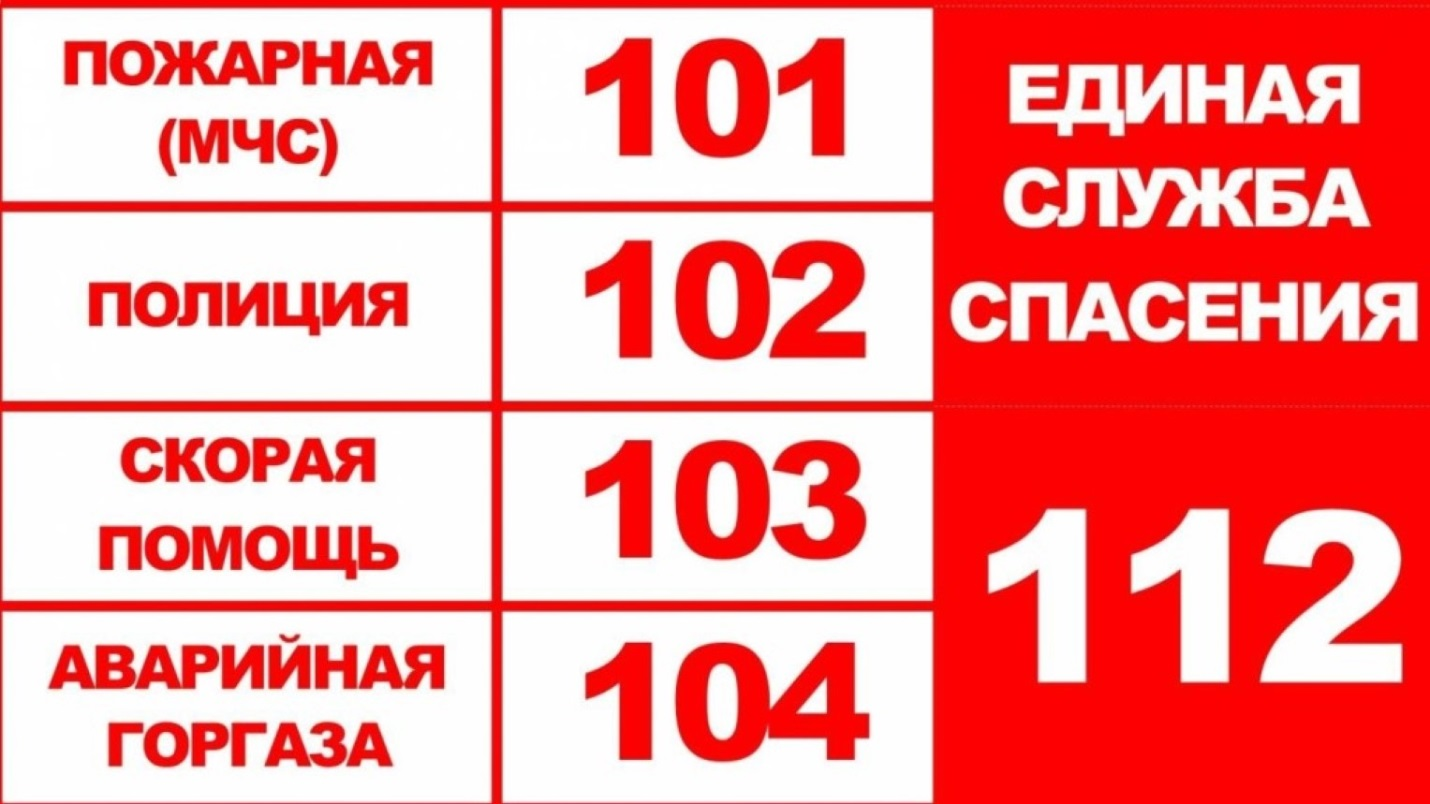 ПОЖАРНАЯ
(МЧС)
101
ПОЛИЦИЯ
102
СКОРАЯ
ПОМОЩЬ
103
АВАРИЙНАЯ
ГОРГАЗА
104
ЕДИНАЯ
СЛУЖБА
СПАСЕНИЯ
112